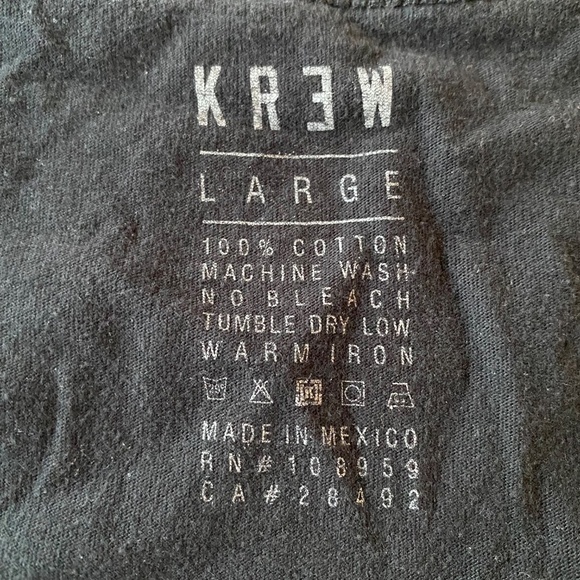 KRƎW
LARGE
100% COTTON
MACHINE WASH
NO BLEACH
TUMBLE DRY LOW
WARM IRON
MADE IN MEXICO
RN#108959
CA#28492